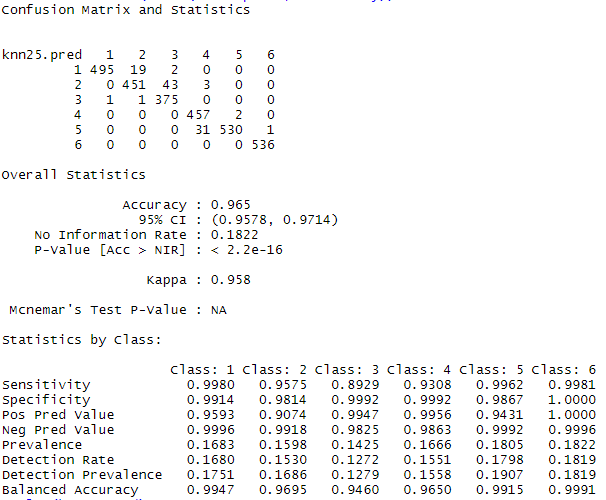 Confusion Matrix and Statistics
knn25.pred 1 2 3 4 5 6
1 495 19 2 0 0 0
2 0 451 43 3 0 0
3 1 1 375 0 0 0
4 0 0 0 457 2 0
5 0 0 0 31 530 1
6 0 0 0 0 0 536
Overall Statistics
Accuracy : 0.965
95% CI : (0.9578, 0.9714)
No Information Rate : 0.1822
P-Value [Acc > NIR] : < 2.2e-16
Kappa : 0.958
Mcnemar's Test P-Value : NA
Statistics by Class:
Class: 1 Class: 2 Class: 3 Class: 4 Class: 5 Class: 6
Sensitivity 0.9980 0.9575 0.8929 0.9308 0.9962 0.9981
Specificity 0.9914 0.9814 0.9992 0.9992 0.9867 1.0000
Pos Pred Value 0.9593 0.9074 0.9947 0.9956 0.9431 1.0000
Neg Pred Value 0.9996 0.9918 0.9825 0.9863 0.9992 0.9996
Prevalence 0.1683 0.1598 0.1425 0.1666 0.1805 0.1822
Detection Rate 0.1680 0.1530 0.1272 0.1551 0.1798 0.1819
Detection Prevalence 0.1751 0.1686 0.1279 0.1558 0.1907 0.1819
Balanced Accuracy 0.9947 0.9695 0.9460 0.9650 0.9915 0.9991